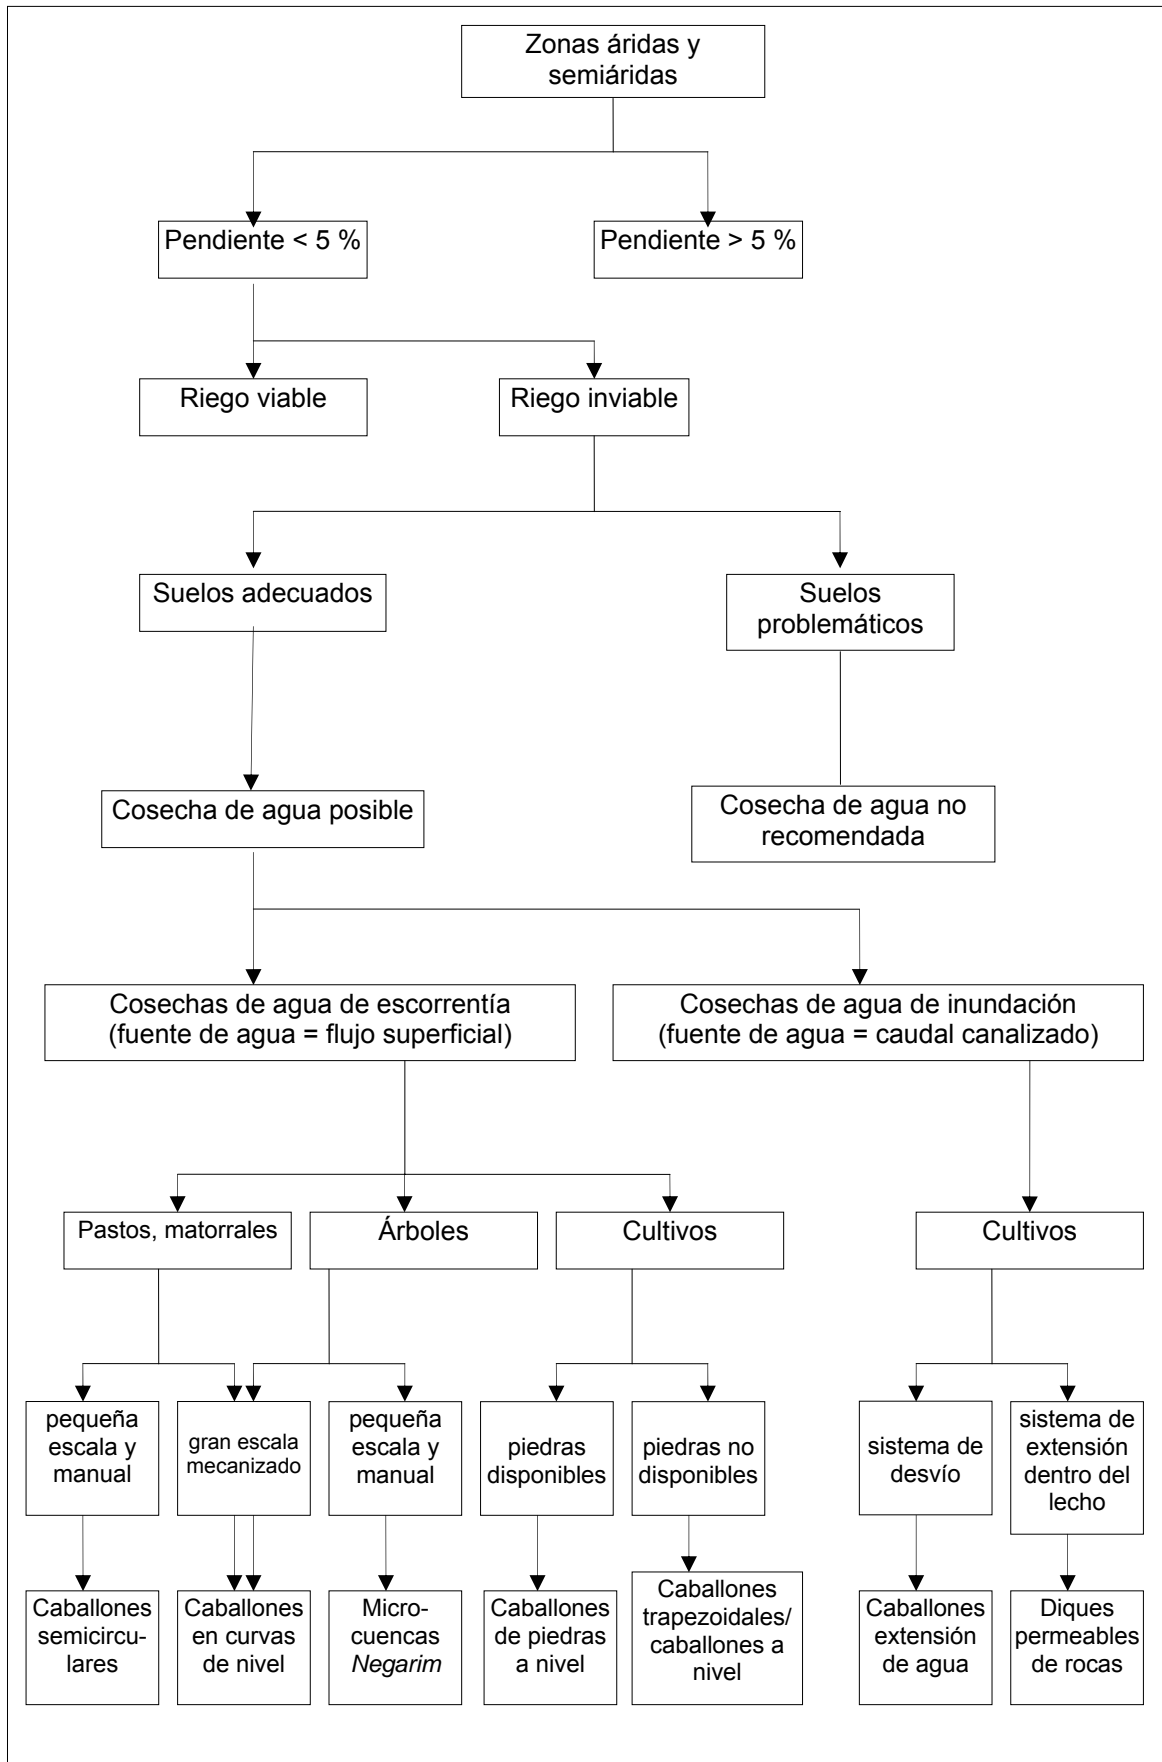 Zonas áridas y
semiáridas
Pendiente < 5 %
Pendiente > 5 %
Riego viable
Riego inviable
Suelos adecuados
Suelos
problemáticos
Cosecha de agua posible
Cosecha de agua no
recomendada
Cosechas de agua de escorrentía
(fuente de agua = flujo superficial)
Cosechas de agua de inundación
(fuente de agua = caudal canalizado)
Pastos, matorrales
Árboles
Cultivos
Cultivos
pequeña
escala y
manual
gran escala
mecanizado
pequeña
escala y
manual
piedras
disponibles
piedras no
disponibles
sistema de
desvío
sistema de
extensión
dentro del
lecho
Caballones
semicircu-
lares
Caballones
en curvas
de nivel
Micro-
cuencas
Negarim
Caballones
de piedras
a nivel
Caballones
trapezoidales/
caballones a
nivel
Caballones
extensión
de agua
Diques
permeables
de rocas